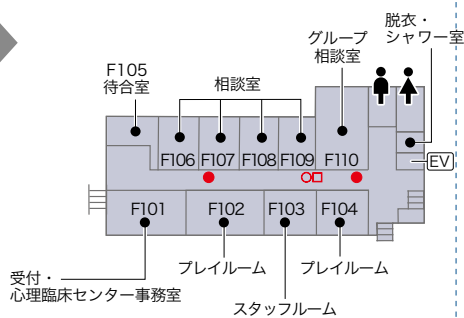 脱衣・
シャワー室
グループ
相談室
F105
待合室
相談室
F106 F107 F108 F109 F110
EV
F101 F102 F103 F104
プレイルーム プレイルーム
受付・
心理臨床センター事務室
スタッフルーム